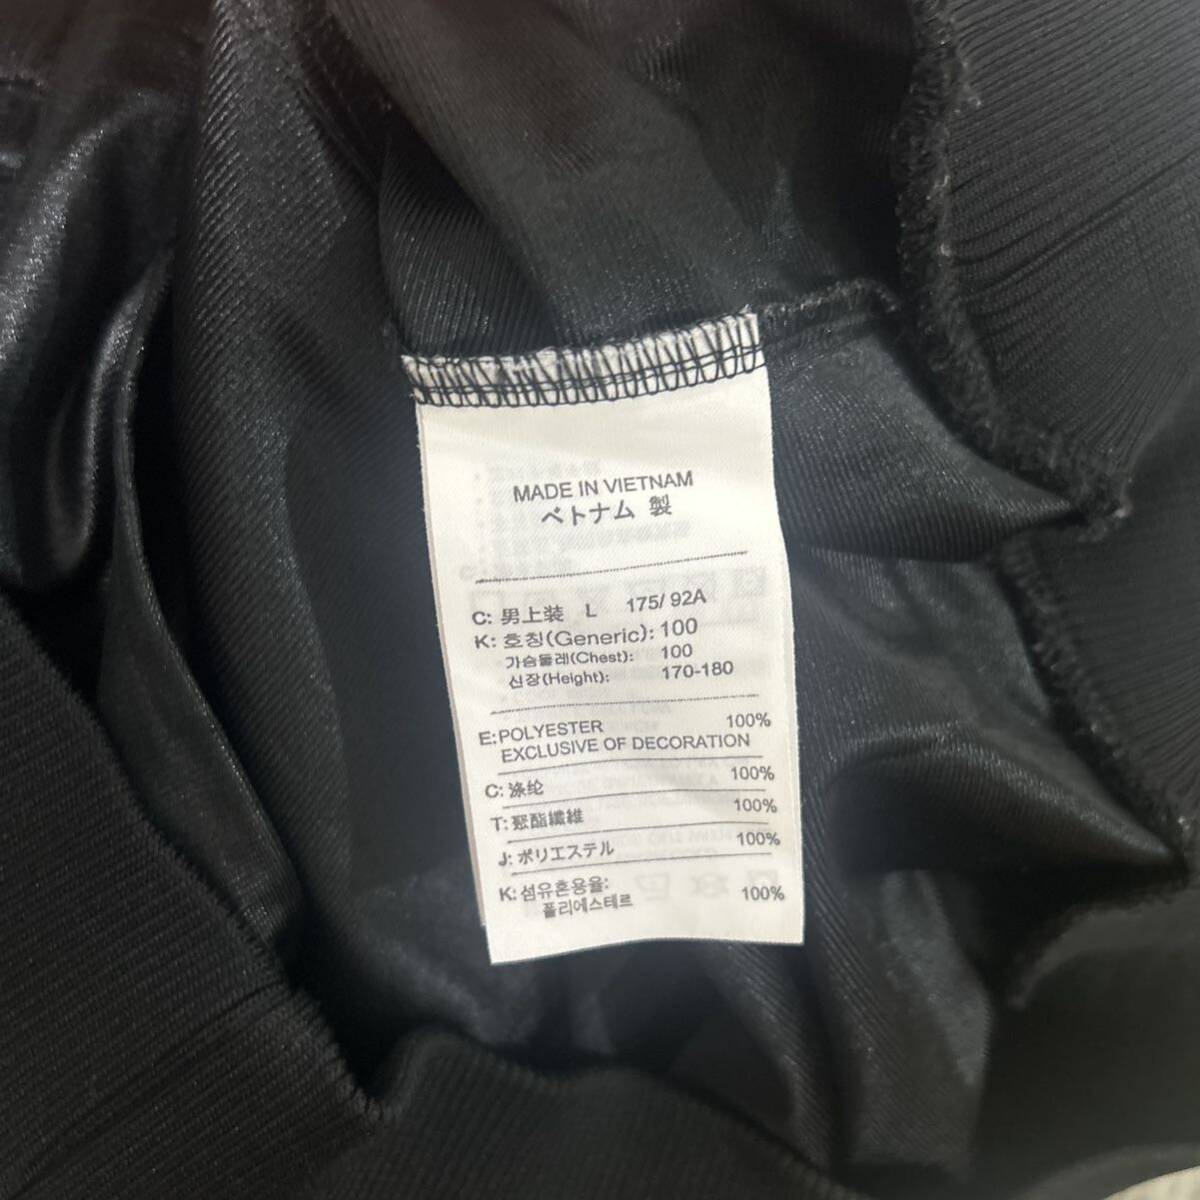 MADE IN VIETNAM
ベトナム 製
C: 男上装 L 175/ 92A
K: 호칭(Generic): 100
가슴둘레(Chest): 100
신장(Height): 170-180
E: POLYESTER 100%
EXCLUSIVE OF DECORATION
C: 涤纶 100%
T: 聚酯纖維 100%
J: ポリエステル 100%
K: 섬유혼용율:
폴리에스테르 100%